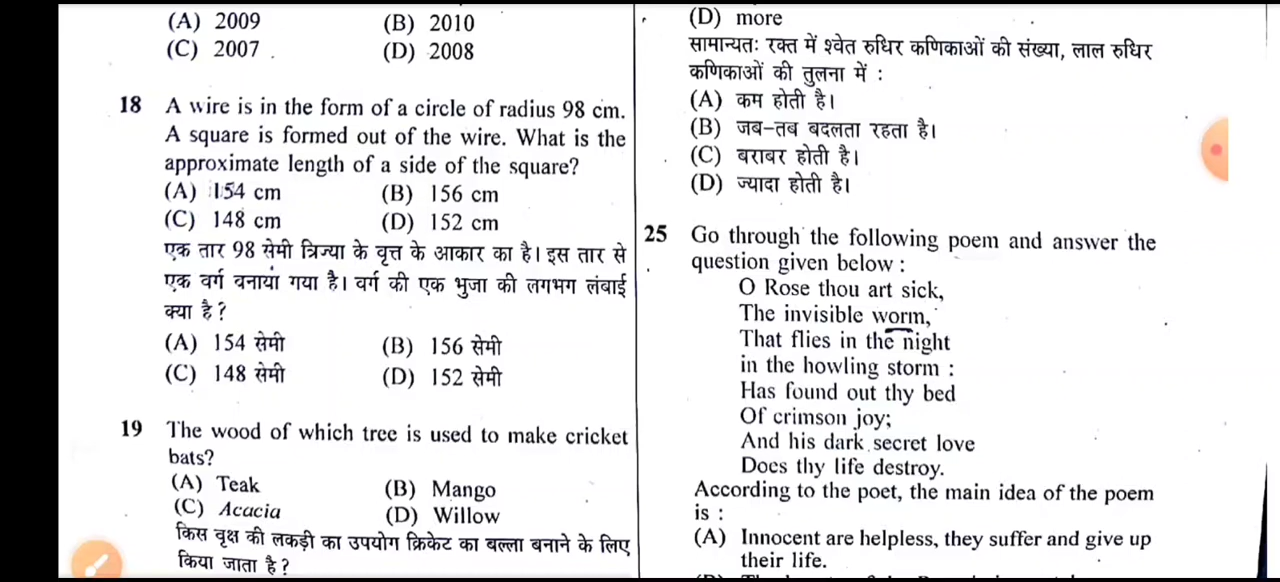 (A) 2009 (B) 2010
(C) 2007 (D) 2008
18 A wire is in the form of a circle of radius 98 cm.
A square is formed out of the wire. What is the
approximate length of a side of the square?
(A) 154 cm (B) 156 cm
(C) 148 cm (D) 152 cm
एक तार 98 सेमी त्रिज्या के वृत्त के आकार का है। इस तार से
एक वर्ग बनाया गया है। वर्ग की एक भुजा की लगभग लंबाई
क्या है ?
(A) 154 सेमी (B) 156 सेमी
(C) 148 सेमी (D) 152 सेमी
19 The wood of which tree is used to make cricket
bats?
(A) Teak (B) Mango
(C) Acacia (D) Willow
किस वृक्ष की लकड़ी का उपयोग क्रिकेट का बल्ला बनाने के लिए
किया जाता है ?
(D) more
सामान्यतः रक्त में श्वेत रुधिर कणिकाओं की संख्या, लाल रुधिर
कणिकाओं की तुलना में :
(A) कम होती है।
(B) जब-तब बदलता रहता है।
(C) बराबर होती है।
(D) ज्यादा होती है।
25 Go through the following poem and answer the
question given below :
O Rose thou art sick,
The invisible worm,
That flies in the night
in the howling storm :
Has found out thy bed
Of crimson joy;
And his dark secret love
Does thy life destroy.
According to the poet, the main idea of the poem
is :
(A) Innocent are helpless, they suffer and give up
their life.